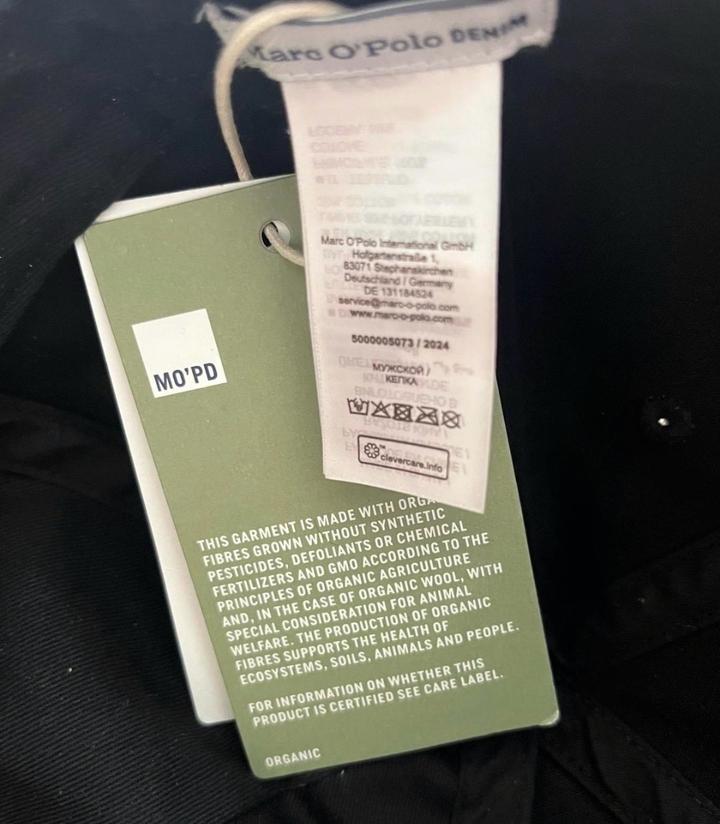 Marc O'Polo DENIM
Marc O'Polo International GmbH
Hofgartenstraße 1,
83071 Stephanskirchen
Deutschland / Germany
DE 131184524
service@marc-o-polo.com
www.marc-o-polo.com
5000005073 / 2024
МУЖСКОЙ /
КЕПКА
clevercare.info
MO'PD
THIS GARMENT IS MADE WITH
FIBRES GROWN WITHOUT SYNTHETIC
PESTICIDES, DEFOLIANTS OR CHEMICAL
FERTILIZERS AND GMO ACCORDING TO THE
PRINCIPLES OF ORGANIC AGRICULTURE
AND, IN THE CASE OF ORGANIC WOOL, WITH
SPECIAL CONSIDERATION FOR ANIMAL
WELFARE. THE PRODUCTION OF ORGANIC
FIBRES SUPPORTS THE HEALTH OF
ECOSYSTEMS, SOILS, ANIMALS AND PEOPLE.
FOR INFORMATION ON WHETHER THIS
PRODUCT IS CERTIFIED SEE CARE LABEL.
ORGANIC